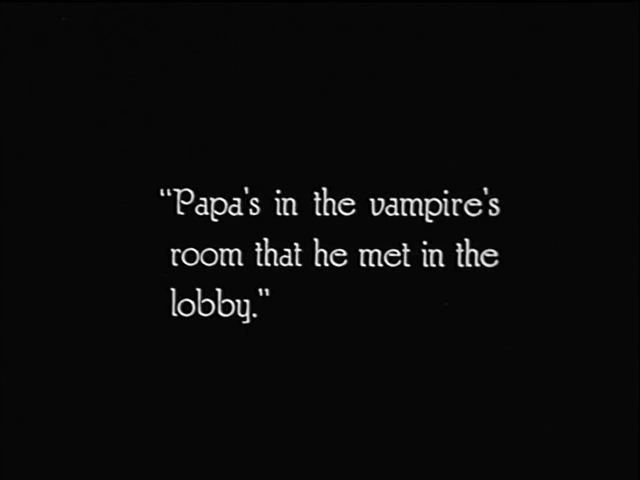 "Papa's in the vampire's
room that he met in the
lobby."